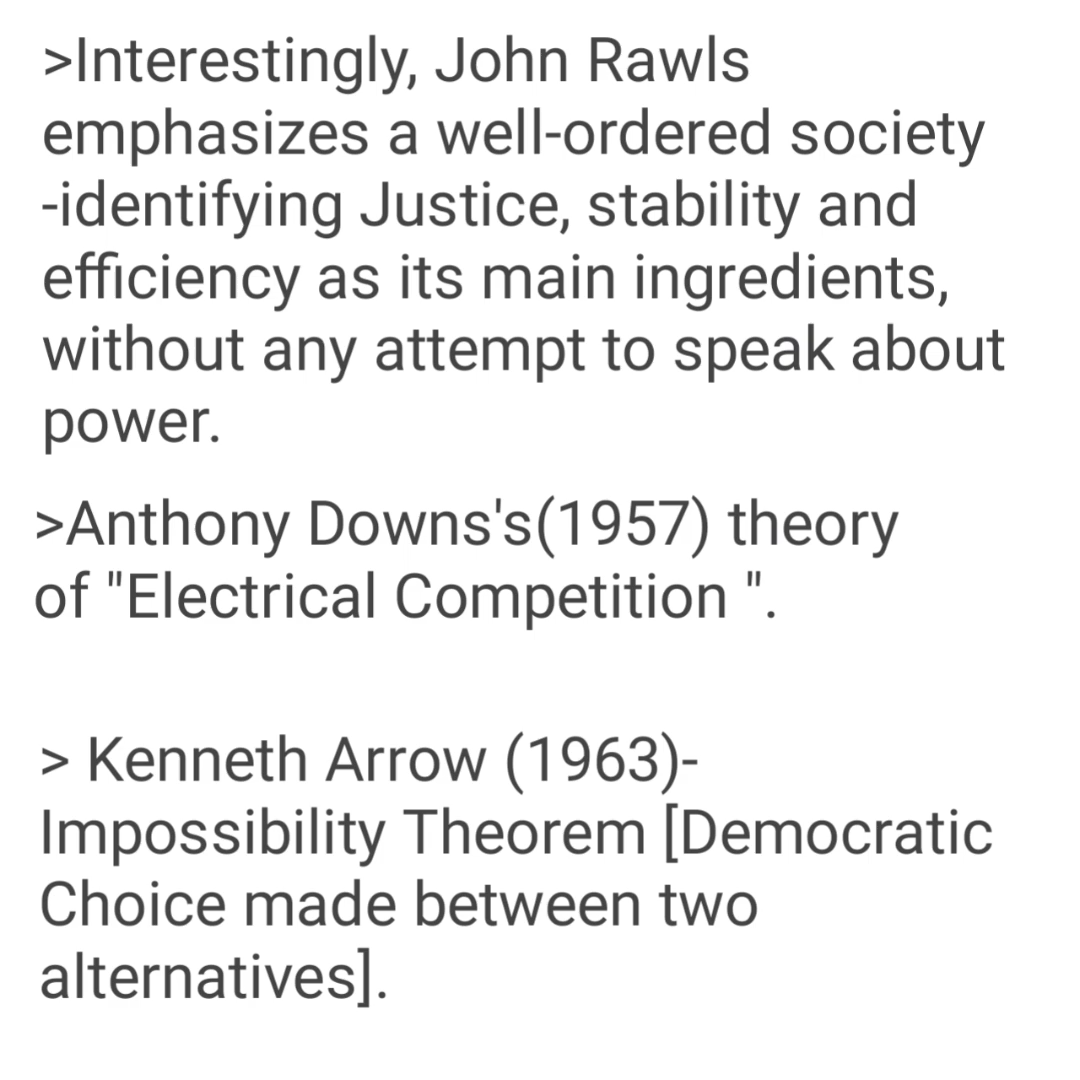 >Interestingly, John Rawls
emphasizes a well-ordered society
-identifying Justice, stability and
efficiency as its main ingredients,
without any attempt to speak about
power.
>Anthony Downs's(1957) theory
of "Electrical Competition ".
> Kenneth Arrow (1963)-
Impossibility Theorem [Democratic
Choice made between two
alternatives].